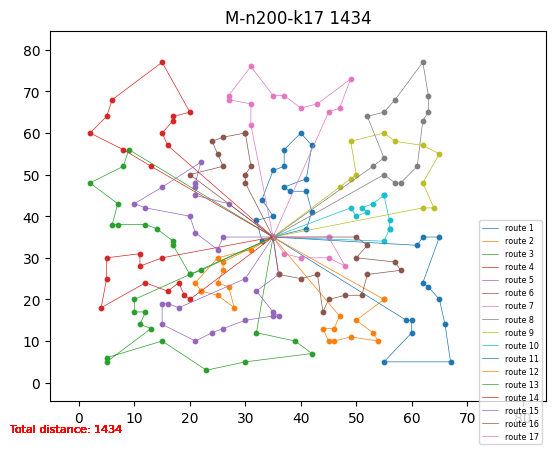 M-n200-k17 1434
80
70
60
50
40
30
20
10
0
0
10
20
30
40
50
60
70
80
route 1
route 2
route 3
route 4
route 5
route 6
route 7
route 8
route 9
route 10
route 11
route 12
route 13
route 14
route 15
route 16
route 17
Total distance: 1434